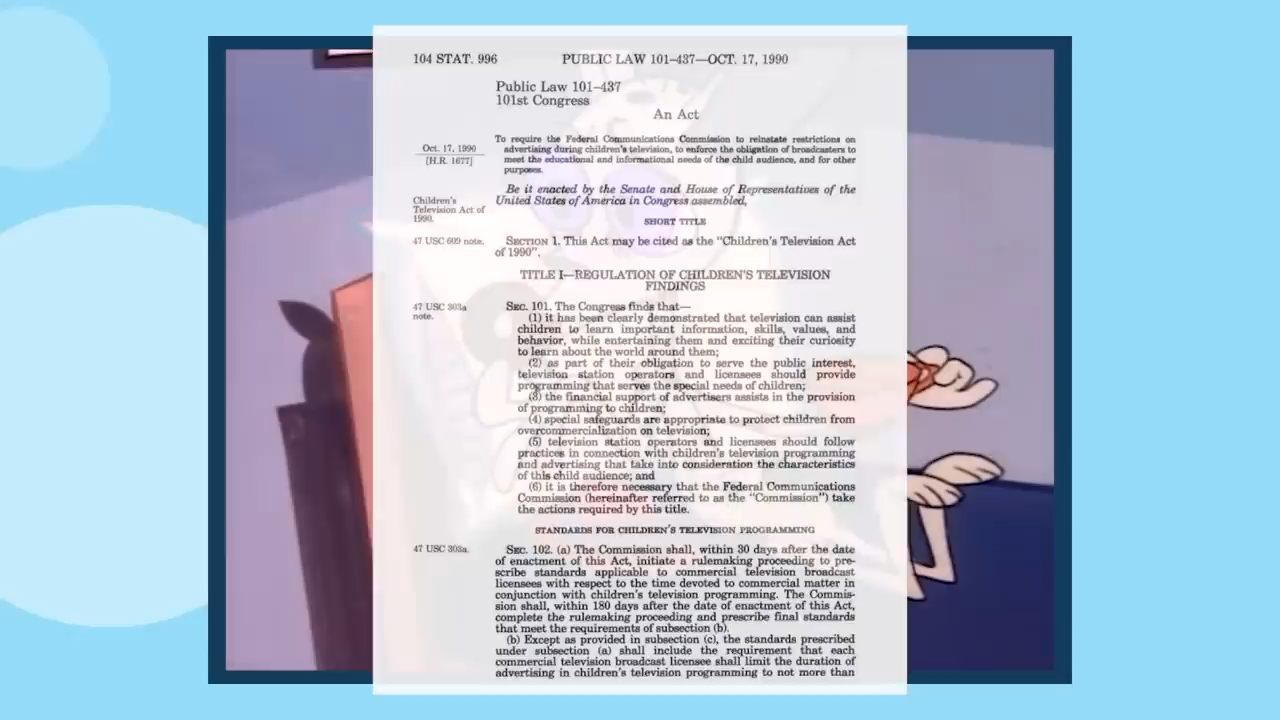 104 STAT. 996
PUBLIC LAW 101–437—OCT. 17, 1990
Public Law 101–437
101st Congress
An Act
Oct. 17, 1990
[H.R. 1677]
To require the Federal Communications Commission to reinstate restrictions on
advertising during children's television, to enforce the obligation of broadcasters to
meet the educational and informational needs of the child audience, and for other
purposes.
Children's
Television Act of
1990.
Be it enacted by the Senate and House of Representatives of the
United States of America in Congress assembled,
SHORT TITLE
47 USC 609 note.
SECTION 1. This Act may be cited as the "Children's Television Act
of 1990".
TITLE I—REGULATION OF CHILDREN'S TELEVISION
FINDINGS
47 USC 303a
note.
SEC. 101. The Congress finds that—
(1) it has been clearly demonstrated that television can assist
children to learn important information, skills, values, and
behavior, while entertaining them and exciting their curiosity
to learn about the world around them;
(2) as part of their obligation to serve the public interest,
television station operators and licensees should provide
programming that serves the special needs of children;
(3) the financial support of advertisers assists in the provision
of programming to children;
(4) special safeguards are appropriate to protect children from
overcommercialization on television;
(5) television station operators and licensees should follow
practices in connection with children's television programming
and advertising that take into consideration the characteristics
of this child audience; and
(6) it is therefore necessary that the Federal Communications
Commission (hereinafter referred to as the "Commission") take
the actions required by this title.
STANDARDS FOR CHILDREN'S TELEVISION PROGRAMMING
47 USC 303a.
SEC. 102. (a) The Commission shall, within 30 days after the date
of enactment of this Act, initiate a rulemaking proceeding to pre-
scribe standards applicable to commercial television broadcast
licensees with respect to the time devoted to commercial matter in
conjunction with children's television programming. The Commis-
sion shall, within 180 days after the date of enactment of this Act,
complete the rulemaking proceeding and prescribe final standards
that meet the requirements of subsection (b).
(b) Except as provided in subsection (c), the standards prescribed
under subsection (a) shall include the requirement that each
commercial television broadcast licensee shall limit the duration of
advertising in children's television programming to not more than